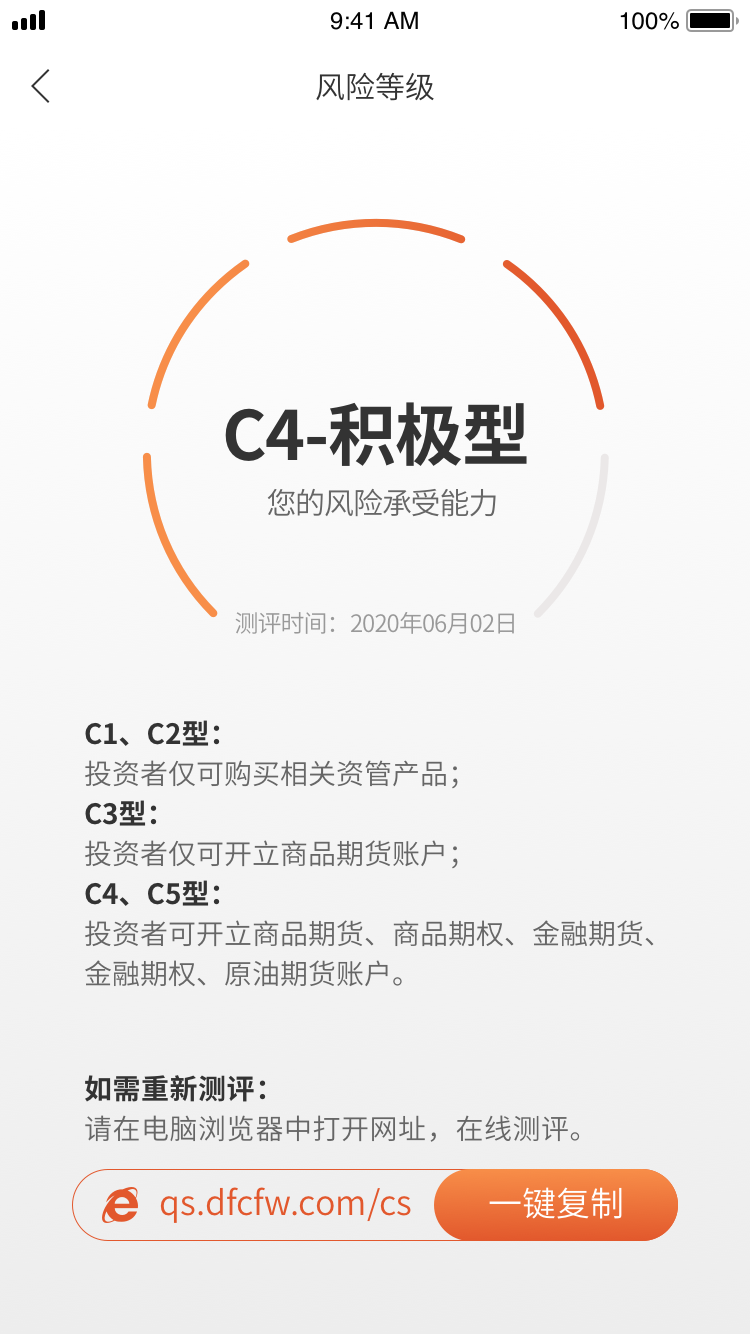 9:41 AM
100%
风险等级
C4-积极型
您的风险承受能力
测评时间：2020年06月02日
C1、C2型：
投资者仅可购买相关资管产品；
C3型：
投资者仅可开立商品期货账户；
C4、C5型：
投资者可开立商品期货、商品期权、金融期货、
金融期权、原油期货账户。
如需重新测评：
请在电脑浏览器中打开网址，在线测评。
qs.dfcfw.com/cs
一键复制